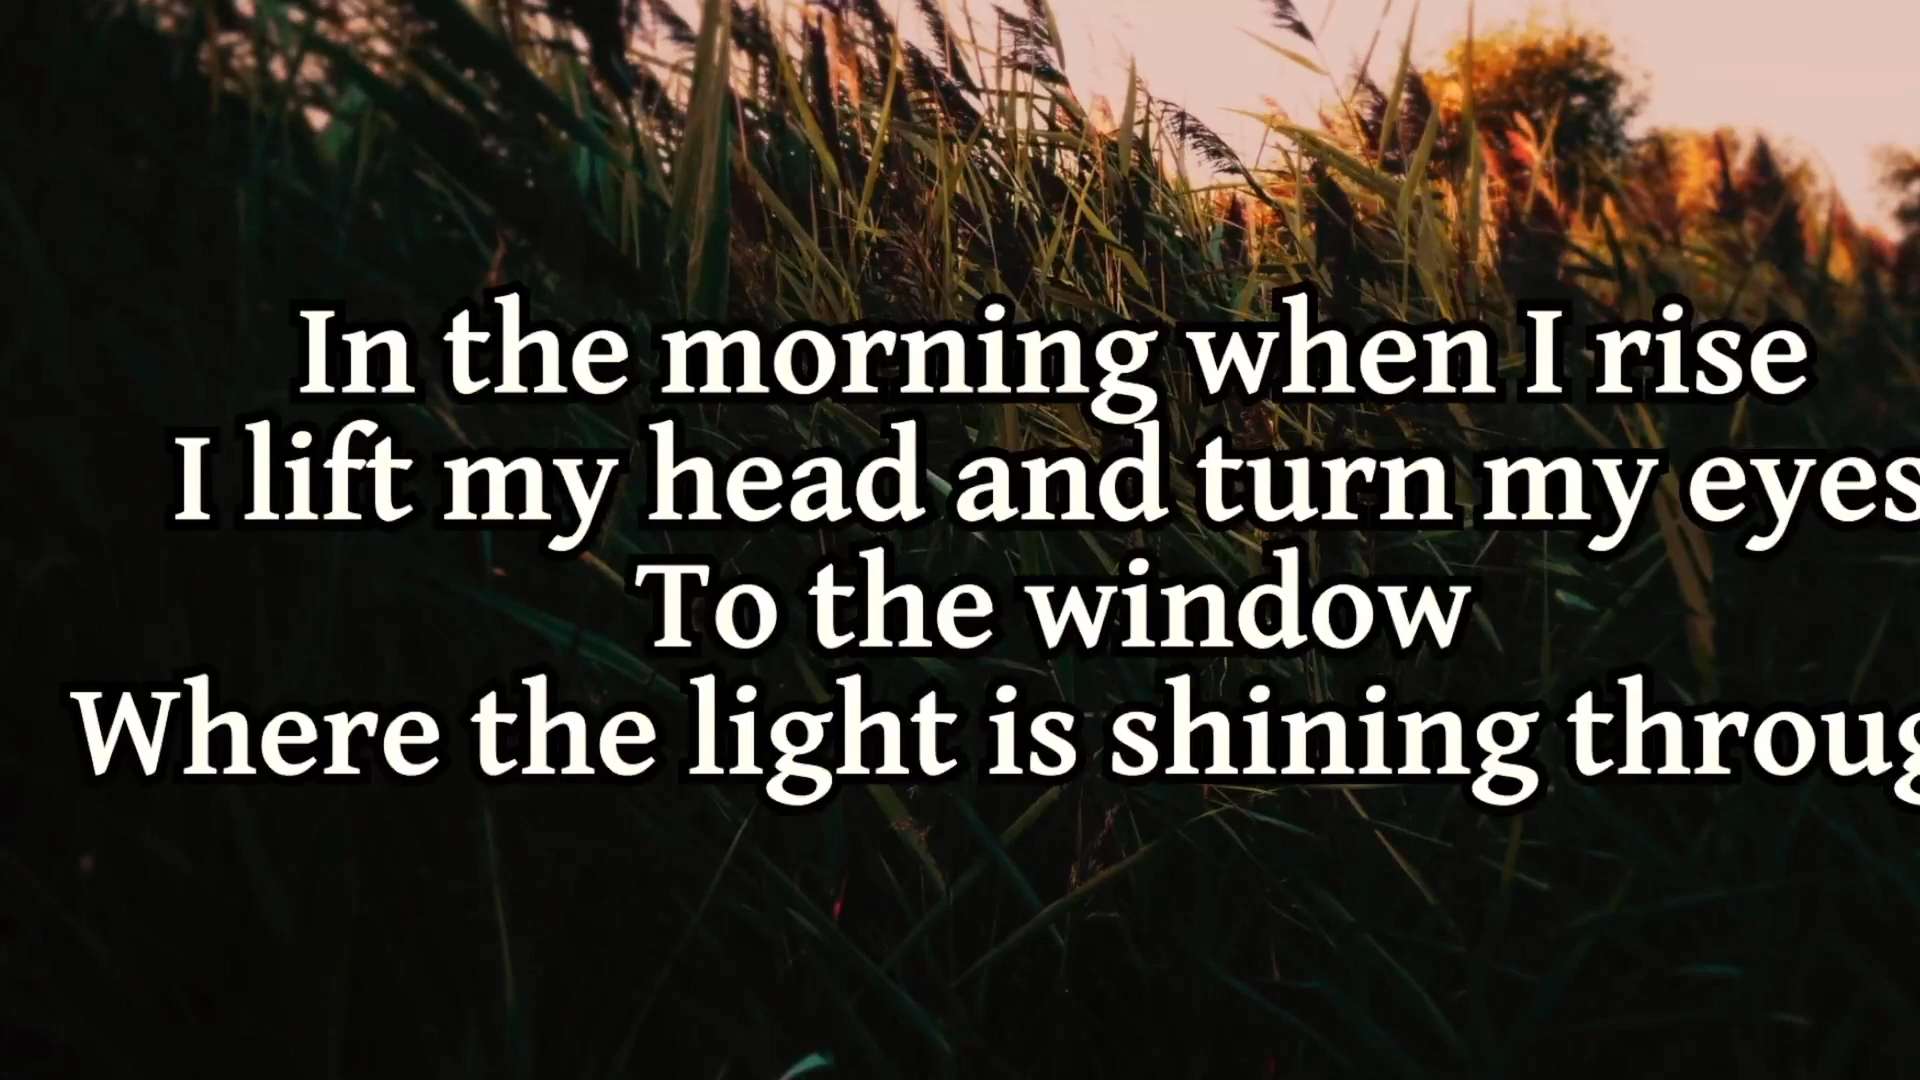 In the morning when I rise
I lift my head and turn my eyes
To the window
Where the light is shining throug